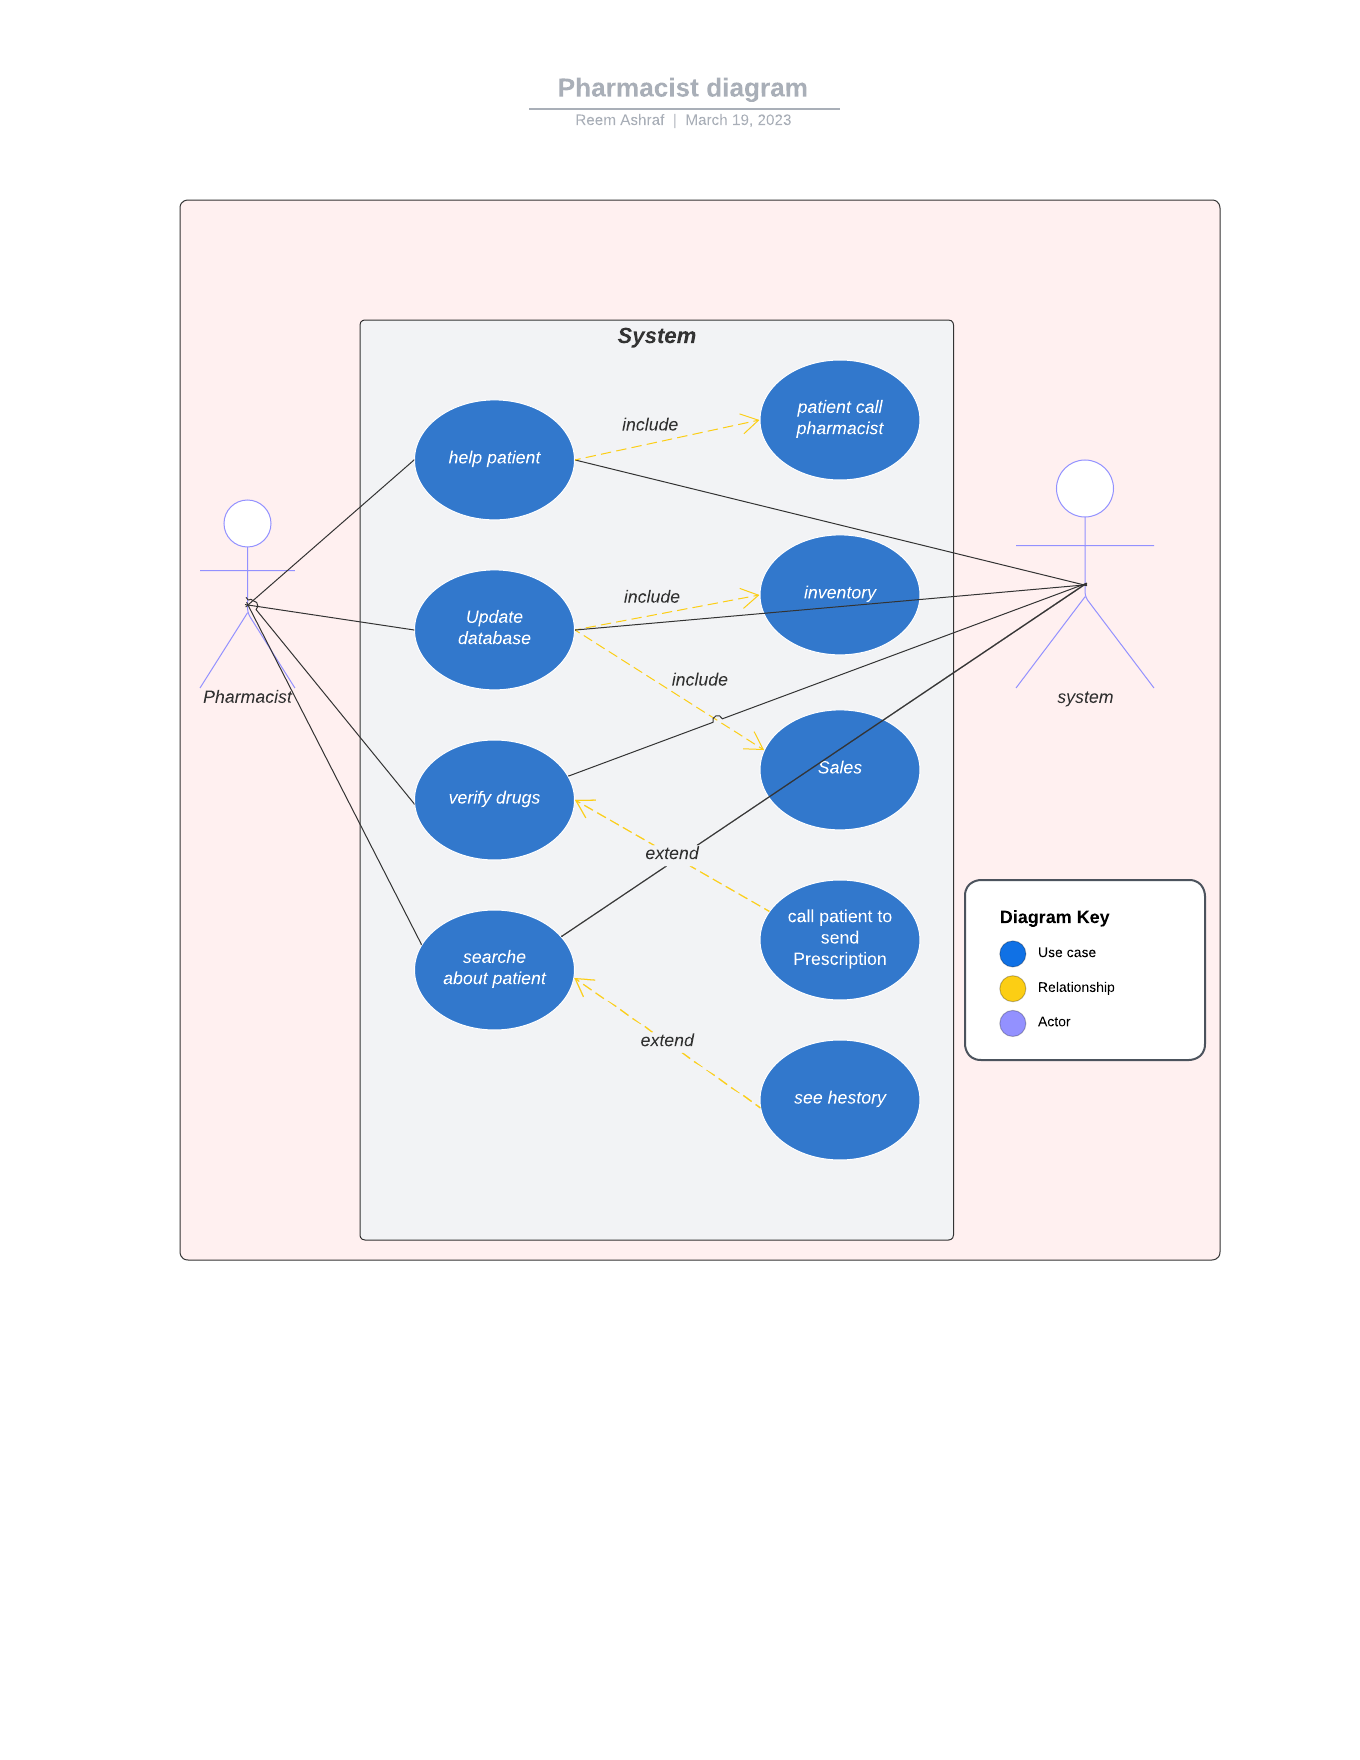 Pharmacist diagram
Reem Ashraf | March 19, 2023
System
patient call
pharmacist
include
help patient
inventory
include
Update
database
include
Pharmacist
system
Sales
verify drugs
extend
call patient to
send
Prescription
searche
about patient
extend
see hestory
Diagram Key
Use case
Relationship
Actor